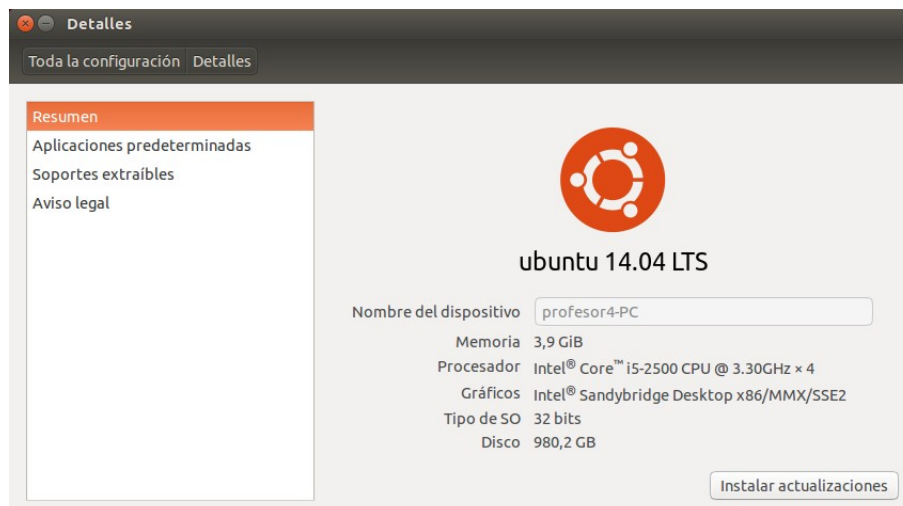 Detalles
Toda la configuración Detalles
Resumen
Aplicaciones predeterminadas
Soportes extraíbles
Aviso legal
ubuntu 14.04 LTS
Nombre del dispositivo profesor4-PC
Memoria 3,9 GiB
Procesador Intel® Core™ i5-2500 CPU @ 3.30GHz × 4
Gráficos Intel® Sandybridge Desktop x86/MMX/SSE2
Tipo de SO 32 bits
Disco 980,2 GB
Instalar actualizaciones